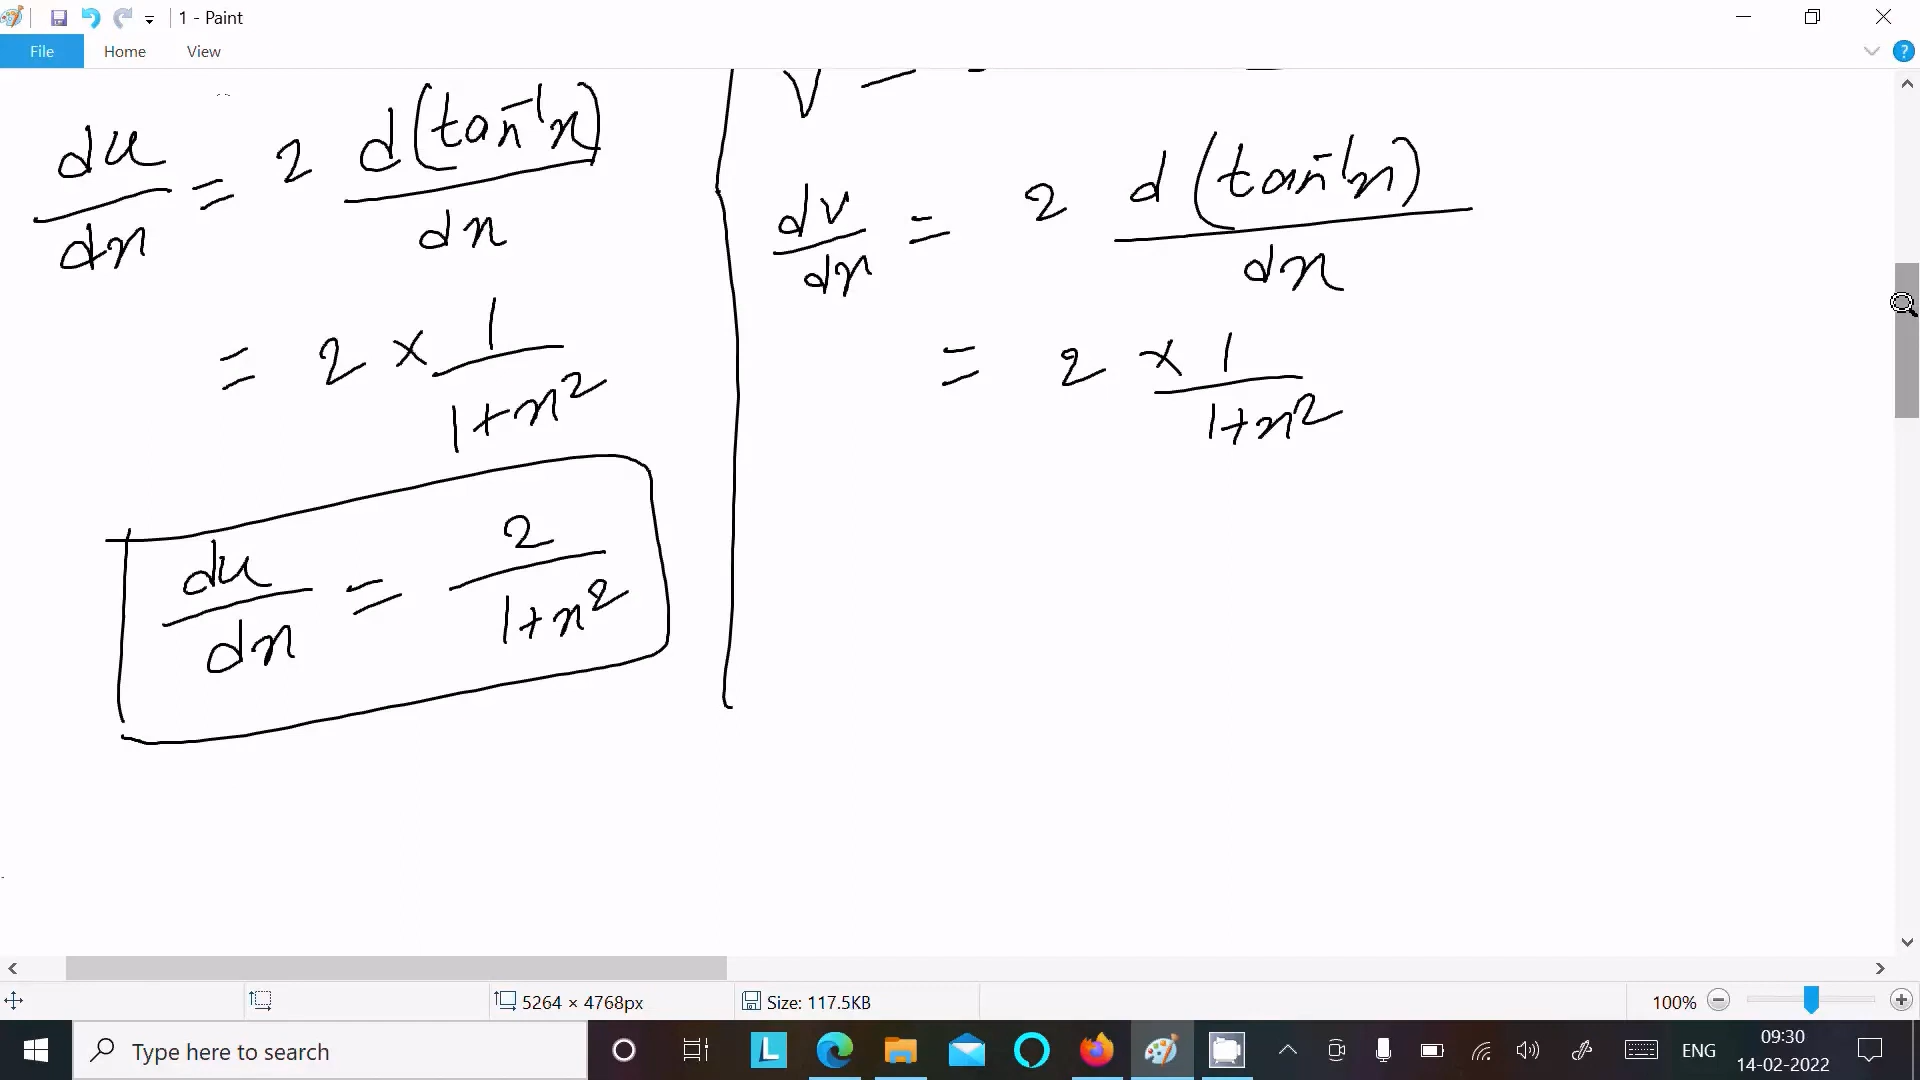 1 - Paint
File Home View
du/dx = 2 d(tan⁻¹x)/dx
= 2 × 1/1+x²
du/dx = 2/1+x²
v =
dv/dx = 2 d(tan⁻¹x)/dx
= 2 × 1/1+x²
5264 × 4768px Size: 117.5KB 100%
Type here to search
L
ENG
09:30
14-02-2022